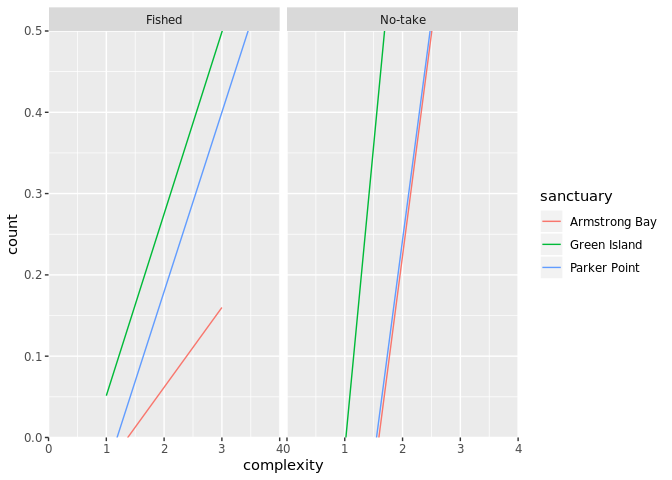 Fished No-take
0.5
0.4
0.3
0.2
0.1
0.0
count
0 1 2 3 4 0 1 2 3 4
complexity
sanctuary
Armstrong Bay
Green Island
Parker Point